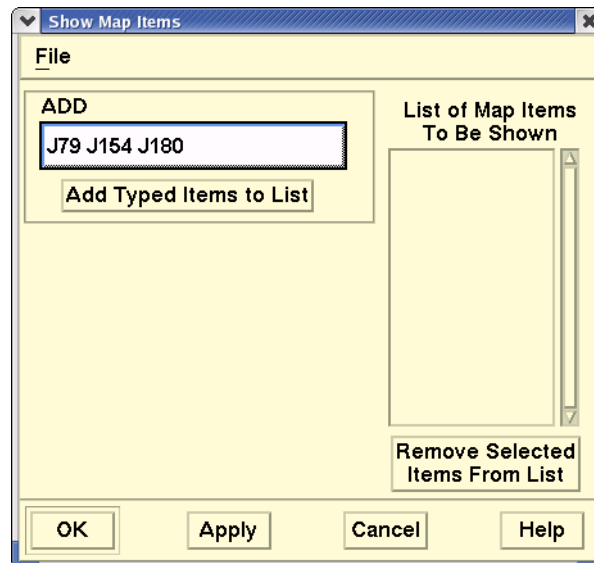 Show Map Items
File
ADD
J79 J154 J180
Add Typed Items to List
List of Map Items
To Be Shown
Remove Selected
Items From List
OK Apply Cancel Help